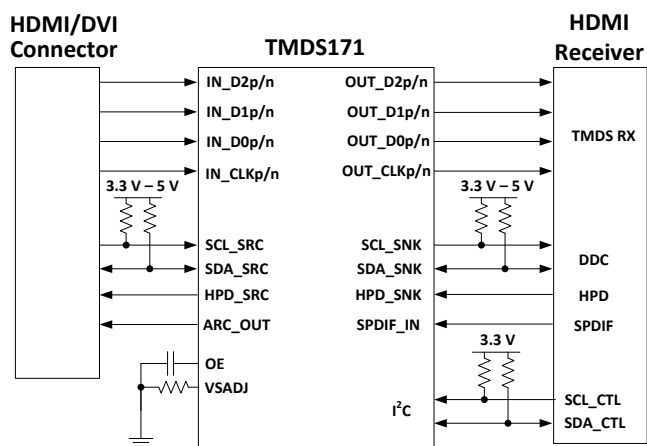 HDMI/DVI
Connector
TMDS171
HDMI
Receiver
IN_D2p/n
OUT_D2p/n
IN_D1p/n
OUT_D1p/n
TMDS RX
IN_D0p/n
OUT_D0p/n
IN_CLKp/n
OUT_CLKp/n
3.3 V – 5 V
3.3 V – 5 V
SCL_SRC
SCL_SNK
DDC
SDA_SRC
SDA_SNK
HPD_SRC
HPD_SNK
HPD
ARC_OUT
SPDIF_IN
SPDIF
3.3 V
OE
VSADJ
I²C
SCL_CTL
SDA_CTL